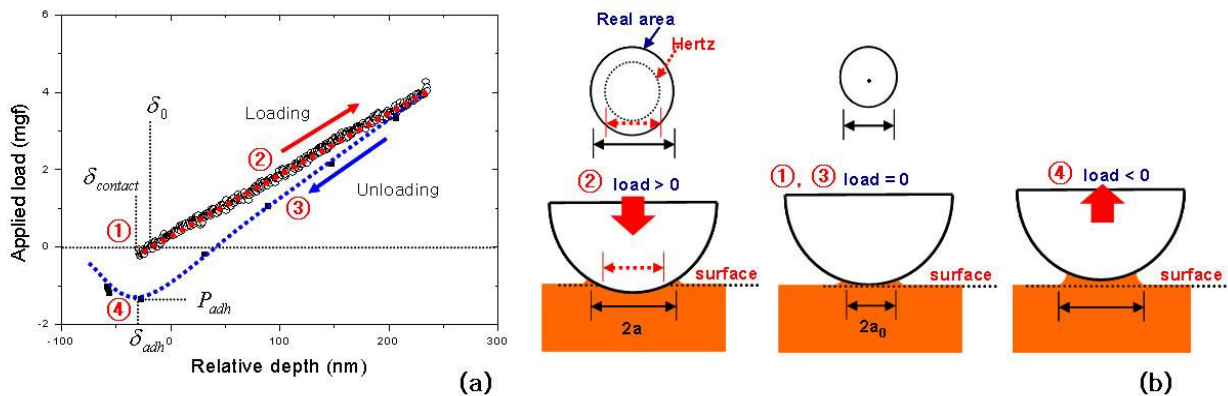 6
4
2
0
-2
-100
0
100
200
300
Applied load (mgf)
Relative depth (nm)
δ0
δcontact
Loading
Unloading
①
②
③
④
Padh
δadh
(a)
Real area
Hertz
② load > 0
surface
2a
①, ③ load = 0
surface
2a0
④ load < 0
surface
(b)